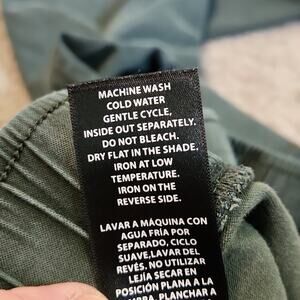 MACHINE WASH
COLD WATER
GENTLE CYCLE,
INSIDE OUT SEPARATELY.
DO NOT BLEACH.
DRY FLAT IN THE SHADE.
IRON AT LOW
TEMPERATURE.
IRON ON THE
REVERSE SIDE.
LAVAR A MÁQUINA CON
AGUA FRÍA POR
SEPARADO, CICLO
SUAVE,LAVAR DEL
REVÉS. NO UTILIZAR
LEJÍA SECAR EN
POSICIÓN PLANA A LA
PLANCHAR A